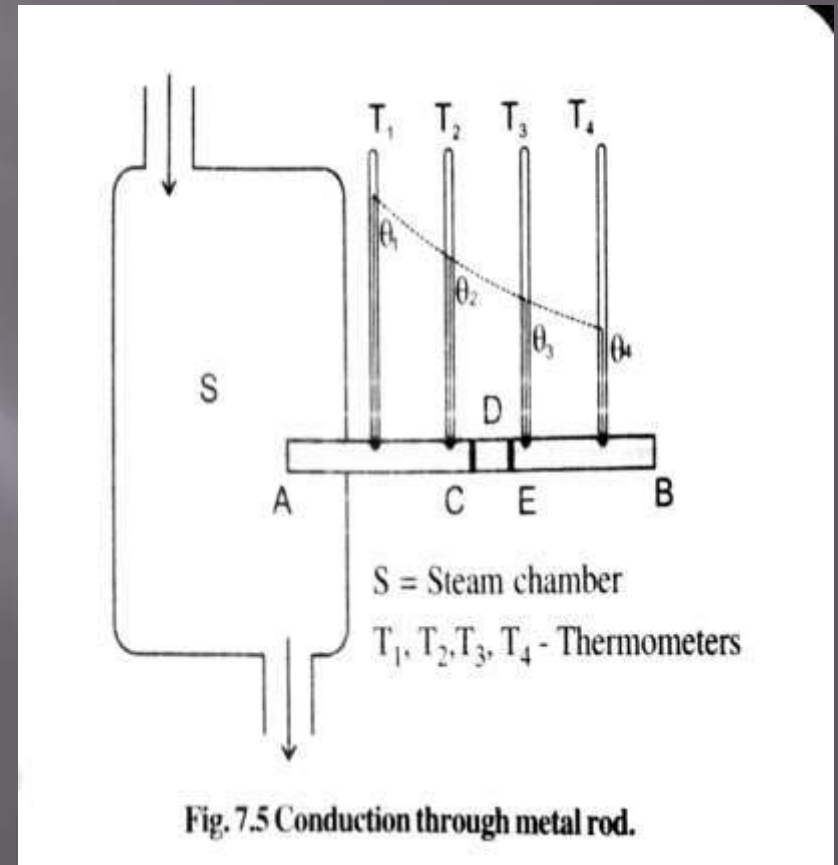 T₁ T₂ T₃ T₄
θ₁
θ₂
θ₃
θ₄
S
D
A C E B
S = Steam chamber
T₁, T₂,T₃, T₄ - Thermometers
Fig. 7.5 Conduction through metal rod.